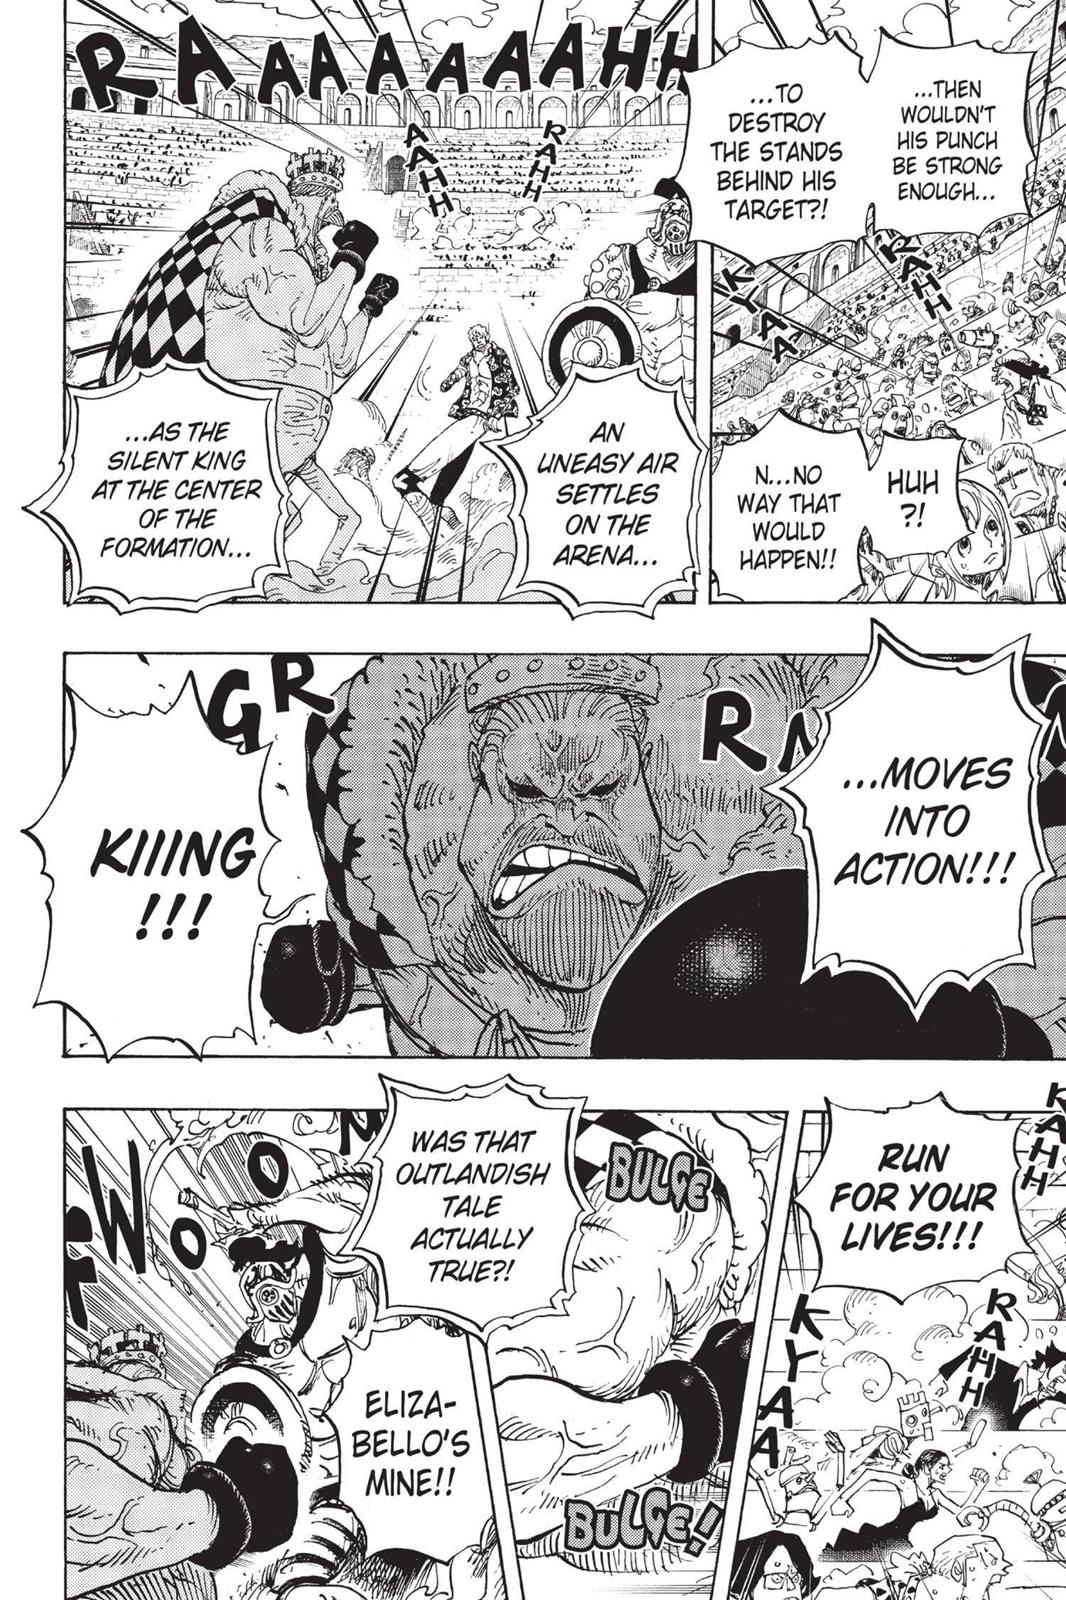 ...THEN
WOULDN'T
HIS PUNCH
BE STRONG
ENOUGH...
...TO
DESTROY
THE STANDS
BEHIND HIS
TARGET?!
RAHH
KYAA
HUH
?!
N...NO
WAY THAT
WOULD
HAPPEN!!
RAAAAAAAHH
RAHH
AAHH
AN
UNEASY AIR
SETTLES
ON THE
ARENA...
...AS THE
SILENT KING
AT THE CENTER
OF THE
FORMATION...
...MOVES
INTO
ACTION!!!
GR
KIIING
!!!
RAHH
RUN
FOR YOUR
LIVES!!!
RAHH
KYAA
BULGE
BULGE!
WAS THAT
OUTLANDISH
TALE
ACTUALLY
TRUE?!
ELIZA-
BELLO'S
MINE!!